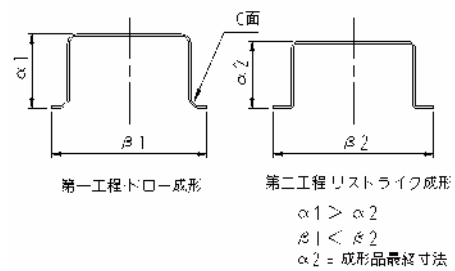 C面
α1
α2
β1
β2
第一工程ドロー成形
第二工程 リストライク成形
α1 > α2
β1 < β2
α2 = 成形品最終寸法